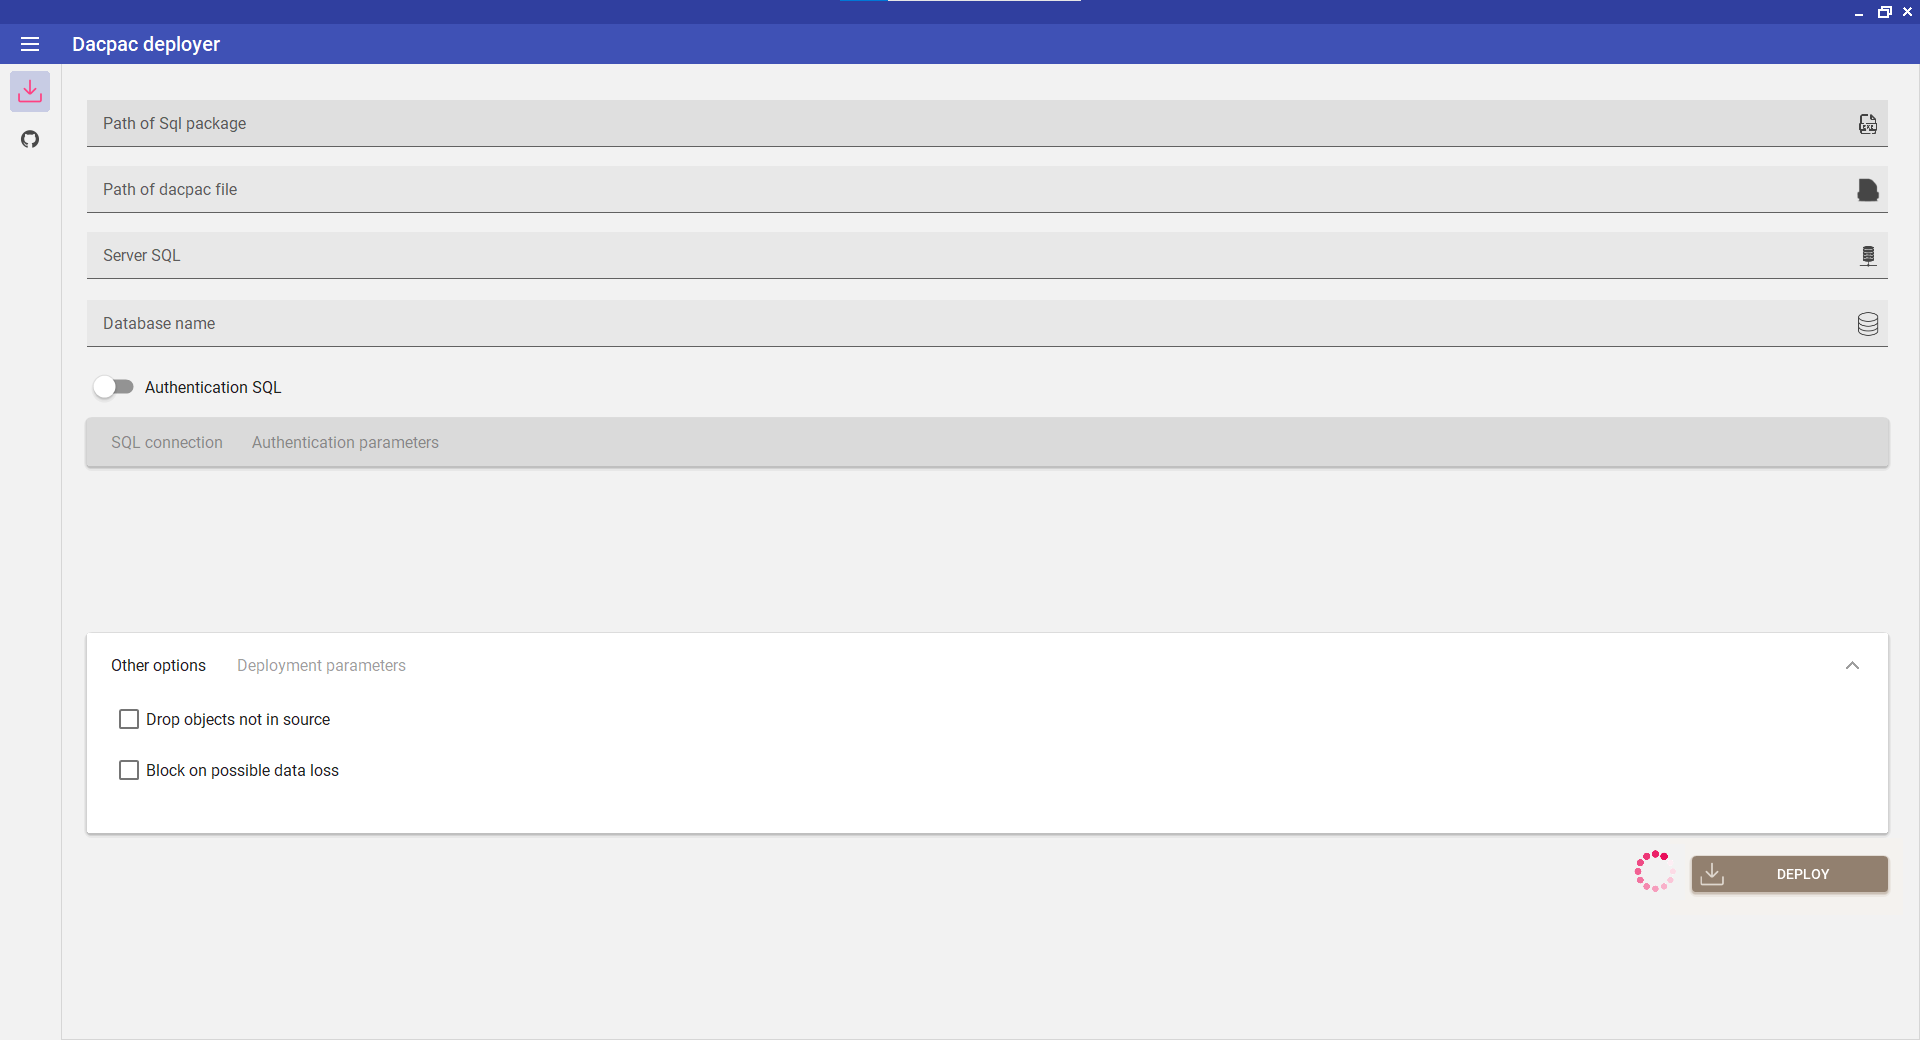 Dacpac deployer
Path of Sql package
Path of dacpac file
Server SQL
Database name
Authentication SQL
SQL connection Authentication parameters
Other options Deployment parameters
Drop objects not in source
Block on possible data loss
DEPLOY